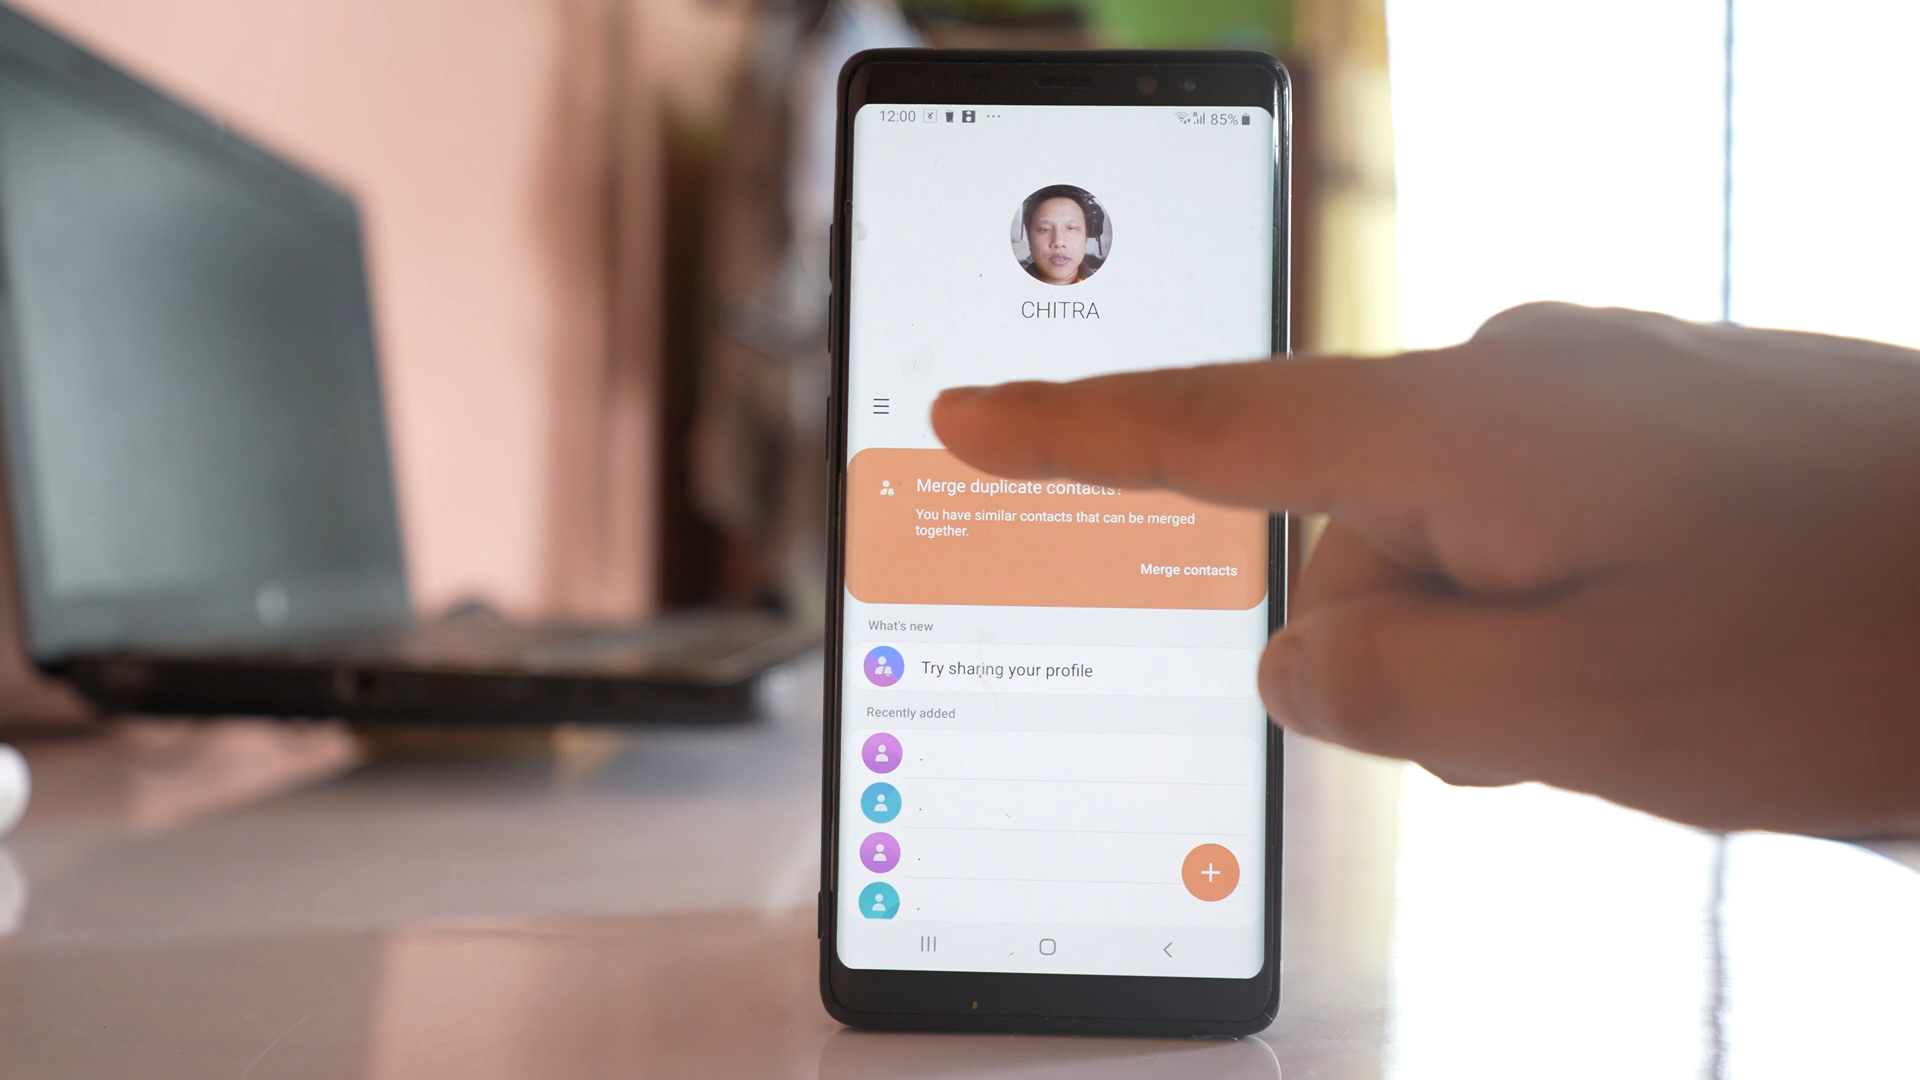 12:00
85%
CHITRA
Merge duplicate contacts?
You have similar contacts that can be merged
together.
Merge contacts
What's new
Try sharing your profile
Recently added
.
.
.
.